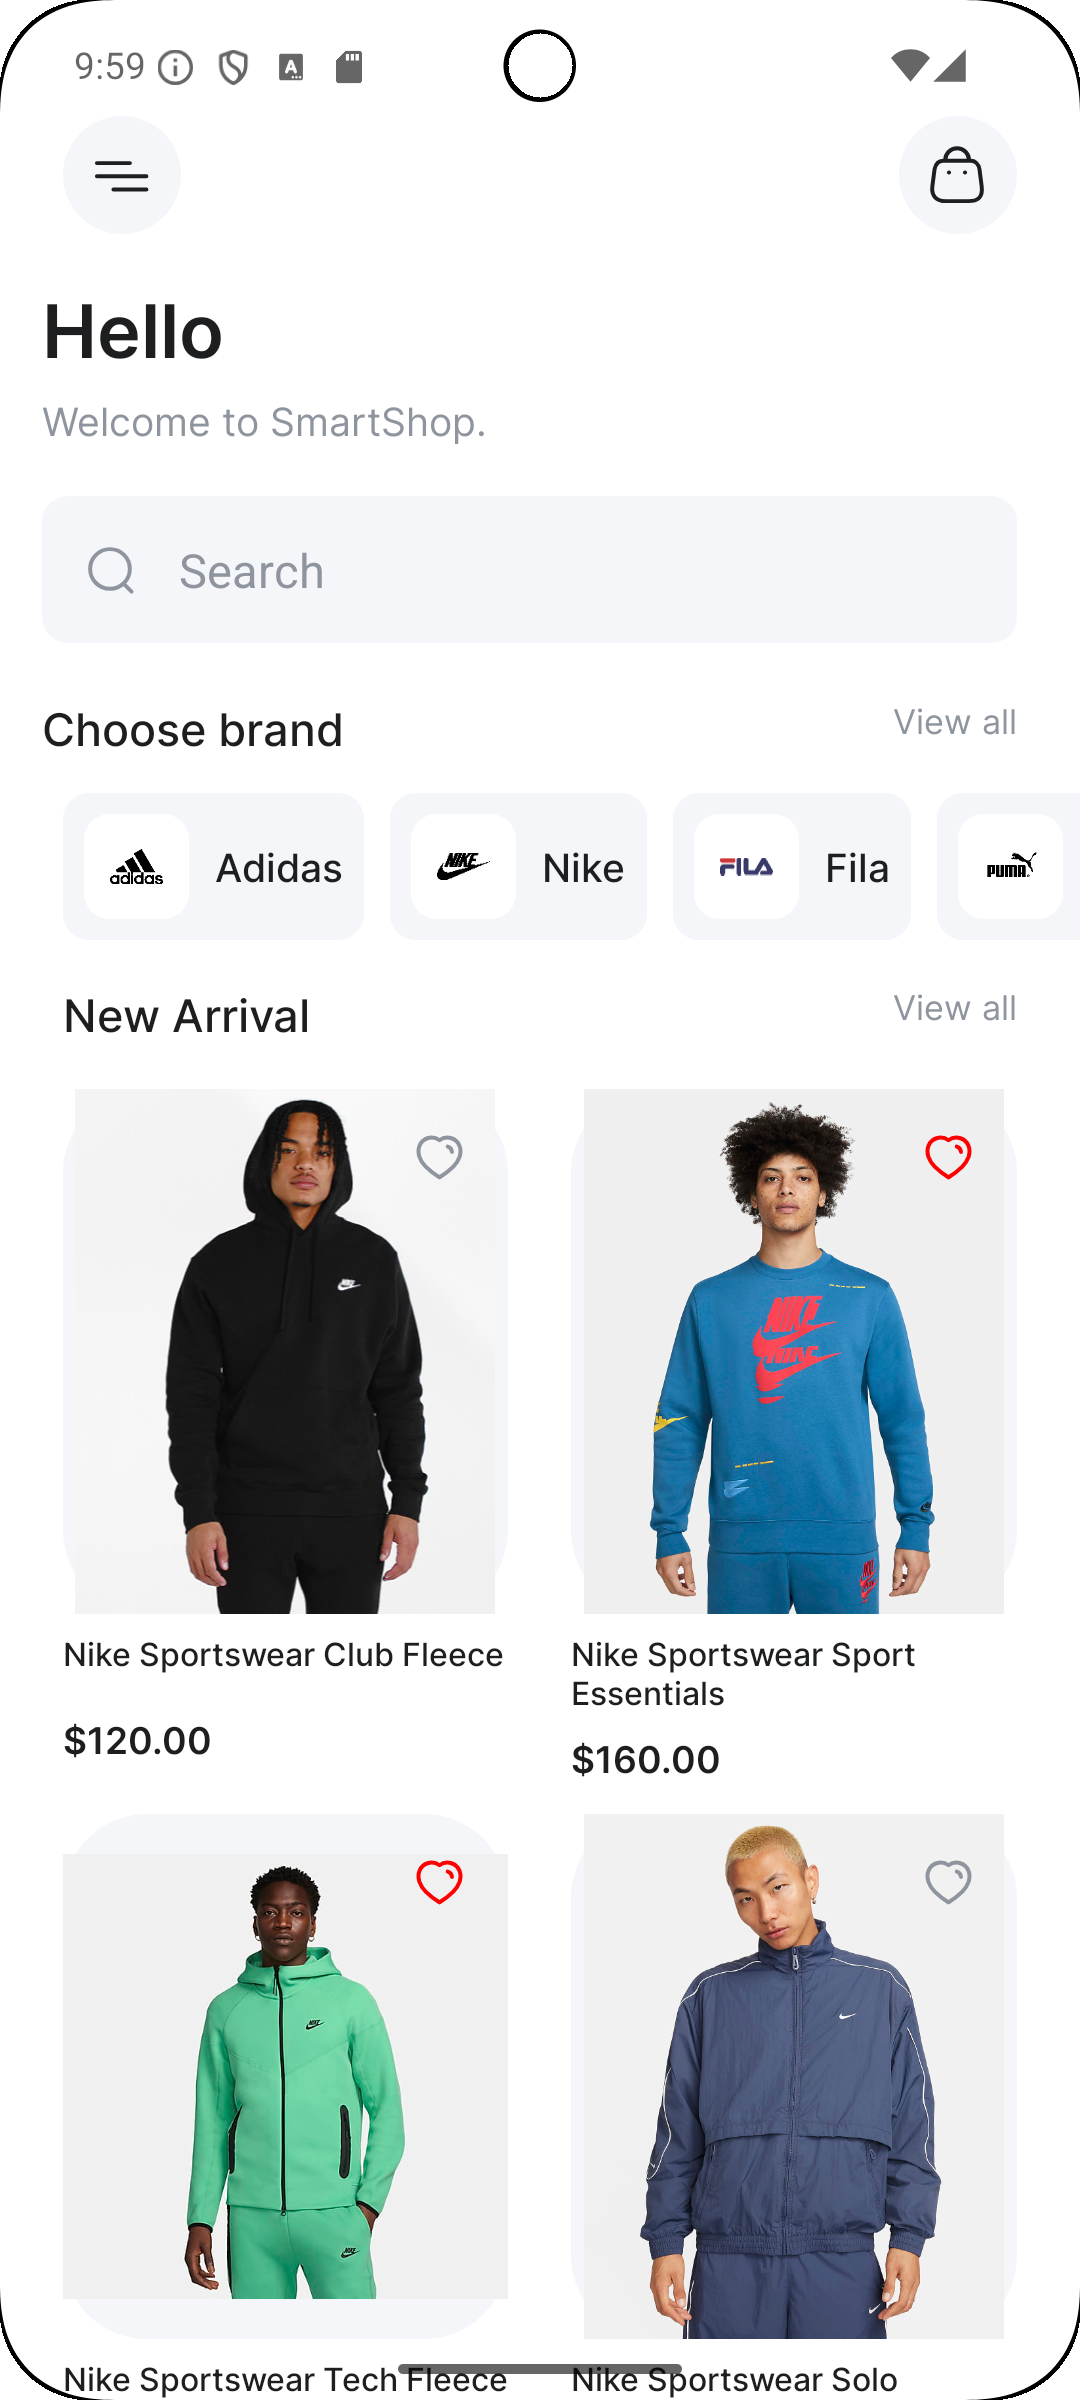 9:59
Hello
Welcome to SmartShop.
Search
Choose brand
View all
adidas Adidas
NIKE Nike
FILA Fila
PUMA
New Arrival
View all
NIKE
NIKE
Nike Sportswear Club Fleece
Nike Sportswear Sport
Essentials
$120.00
$160.00
Nike Sportswear Tech Fleece
Nike Sportswear Solo